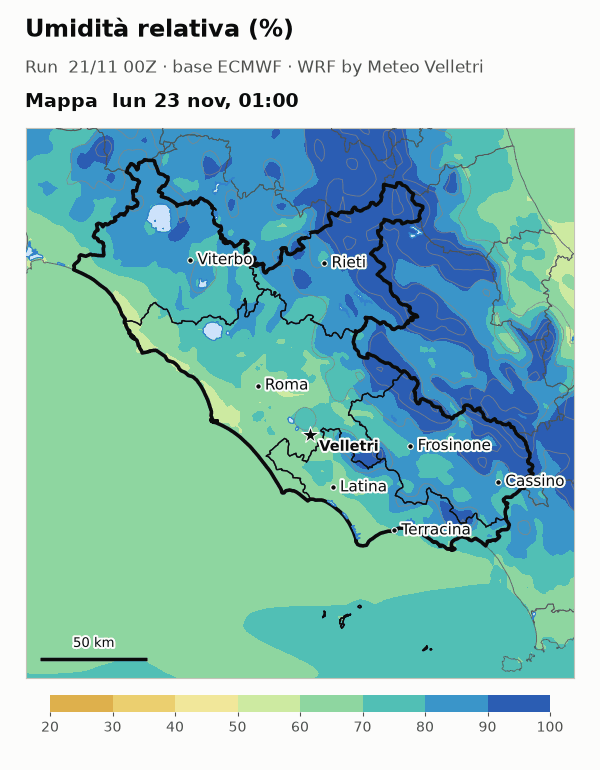 Umidità relativa (%)
Run 21/11 00Z · base ECMWF · WRF by Meteo Velletri
Mappa lun 23 nov, 01:00
Viterbo
Rieti
Roma
Velletri
Frosinone
Latina
Cassino
Terracina
50 km
20 30 40 50 60 70 80 90 100